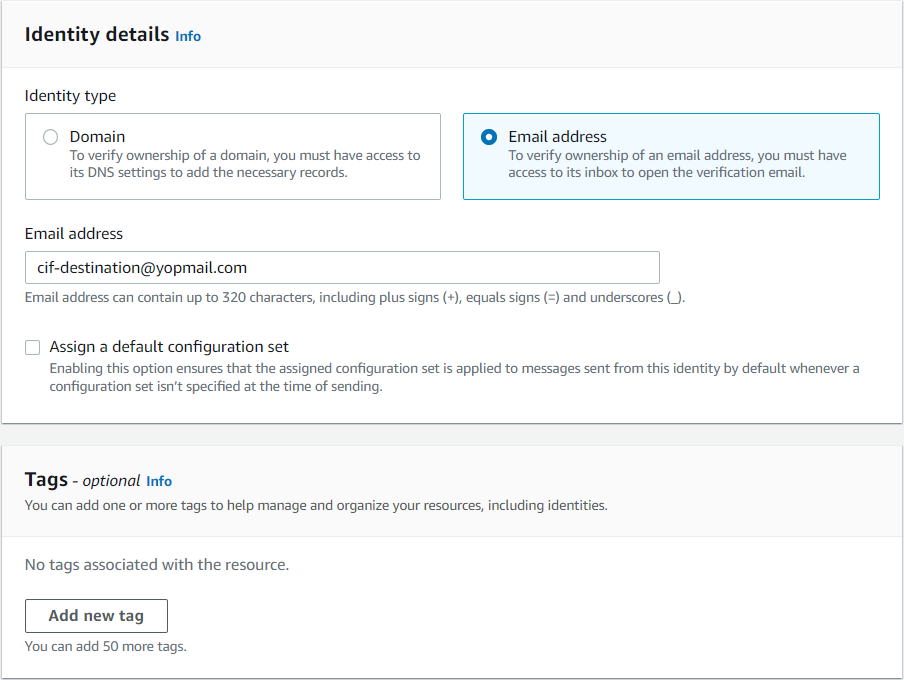 Identity details Info
Identity type
Domain
To verify ownership of a domain, you must have access to
its DNS settings to add the necessary records.
Email address
To verify ownership of an email address, you must have
access to its inbox to open the verification email.
Email address
cif-destination@yopmail.com
Email address can contain up to 320 characters, including plus signs (+), equals signs (=) and underscores (_).
Assign a default configuration set
Enabling this option ensures that the assigned configuration set is applied to messages sent from this identity by default whenever a
configuration set isn't specified at the time of sending.
Tags - optional Info
You can add one or more tags to help manage and organize your resources, including identities.
No tags associated with the resource.
Add new tag
You can add 50 more tags.